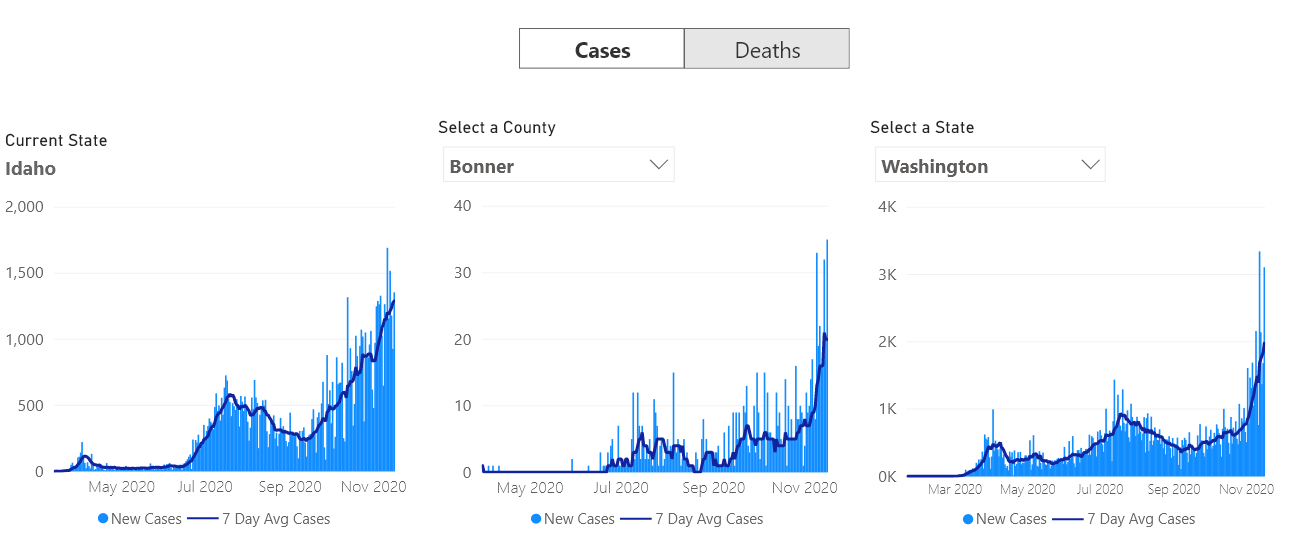 Cases Deaths
Current State
Idaho
2,000
1,500
1,000
500
0
May 2020 Jul 2020 Sep 2020 Nov 2020
New Cases 7 Day Avg Cases
Select a County
Bonner
40
30
20
10
0
May 2020 Jul 2020 Sep 2020 Nov 2020
New Cases 7 Day Avg Cases
Select a State
Washington
4K
3K
2K
1K
0K
Mar 2020 May 2020 Jul 2020 Sep 2020 Nov 2020
New Cases 7 Day Avg Cases